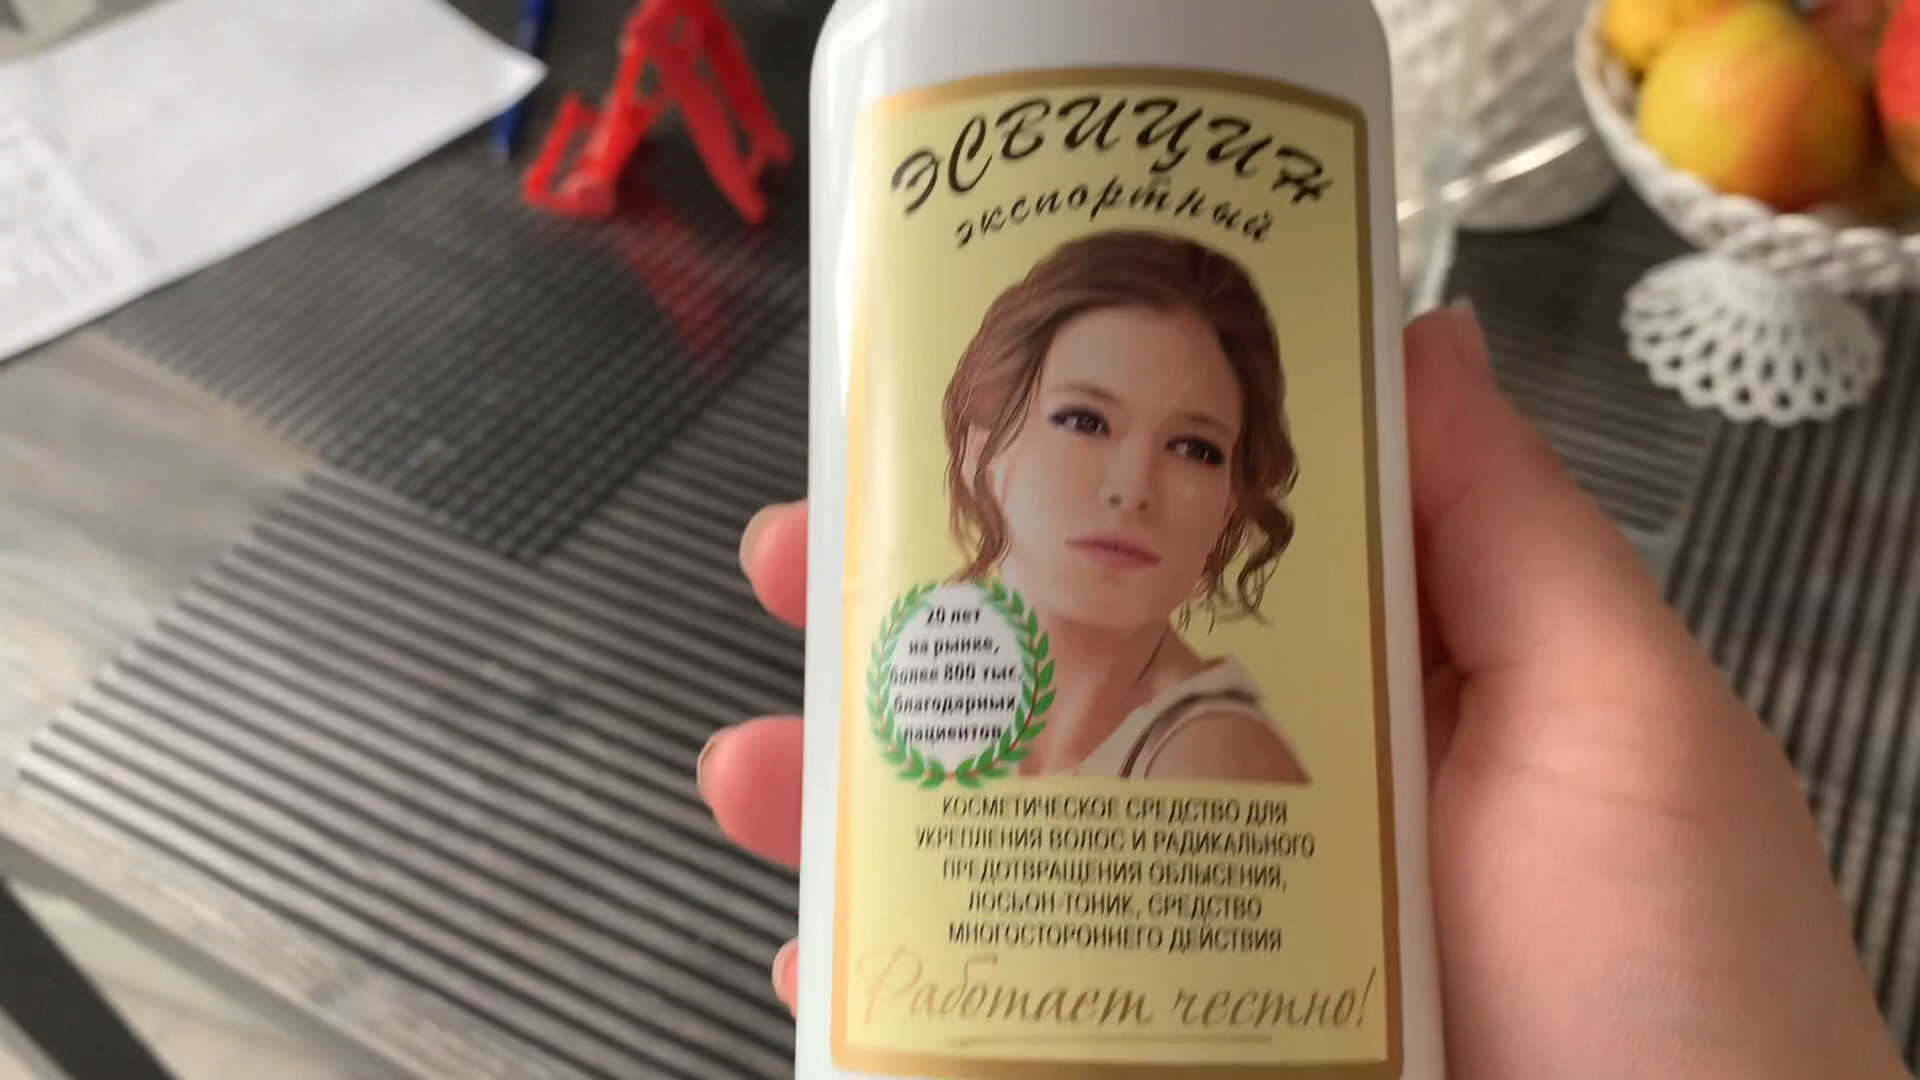 ЭСВИЦИН
экспортный
20 лет
на рынке,
более 800 тыс.
благодарных
пациентов
КОСМЕТИЧЕСКОЕ СРЕДСТВО ДЛЯ
УКРЕПЛЕНИЯ ВОЛОС И РАДИКАЛЬНОГО
ПРЕДОТВРАЩЕНИЯ ОБЛЫСЕНИЯ,
ЛОСЬОН-ТОНИК, СРЕДСТВО
МНОГОСТОРОННЕГО ДЕЙСТВИЯ
Работает честно!